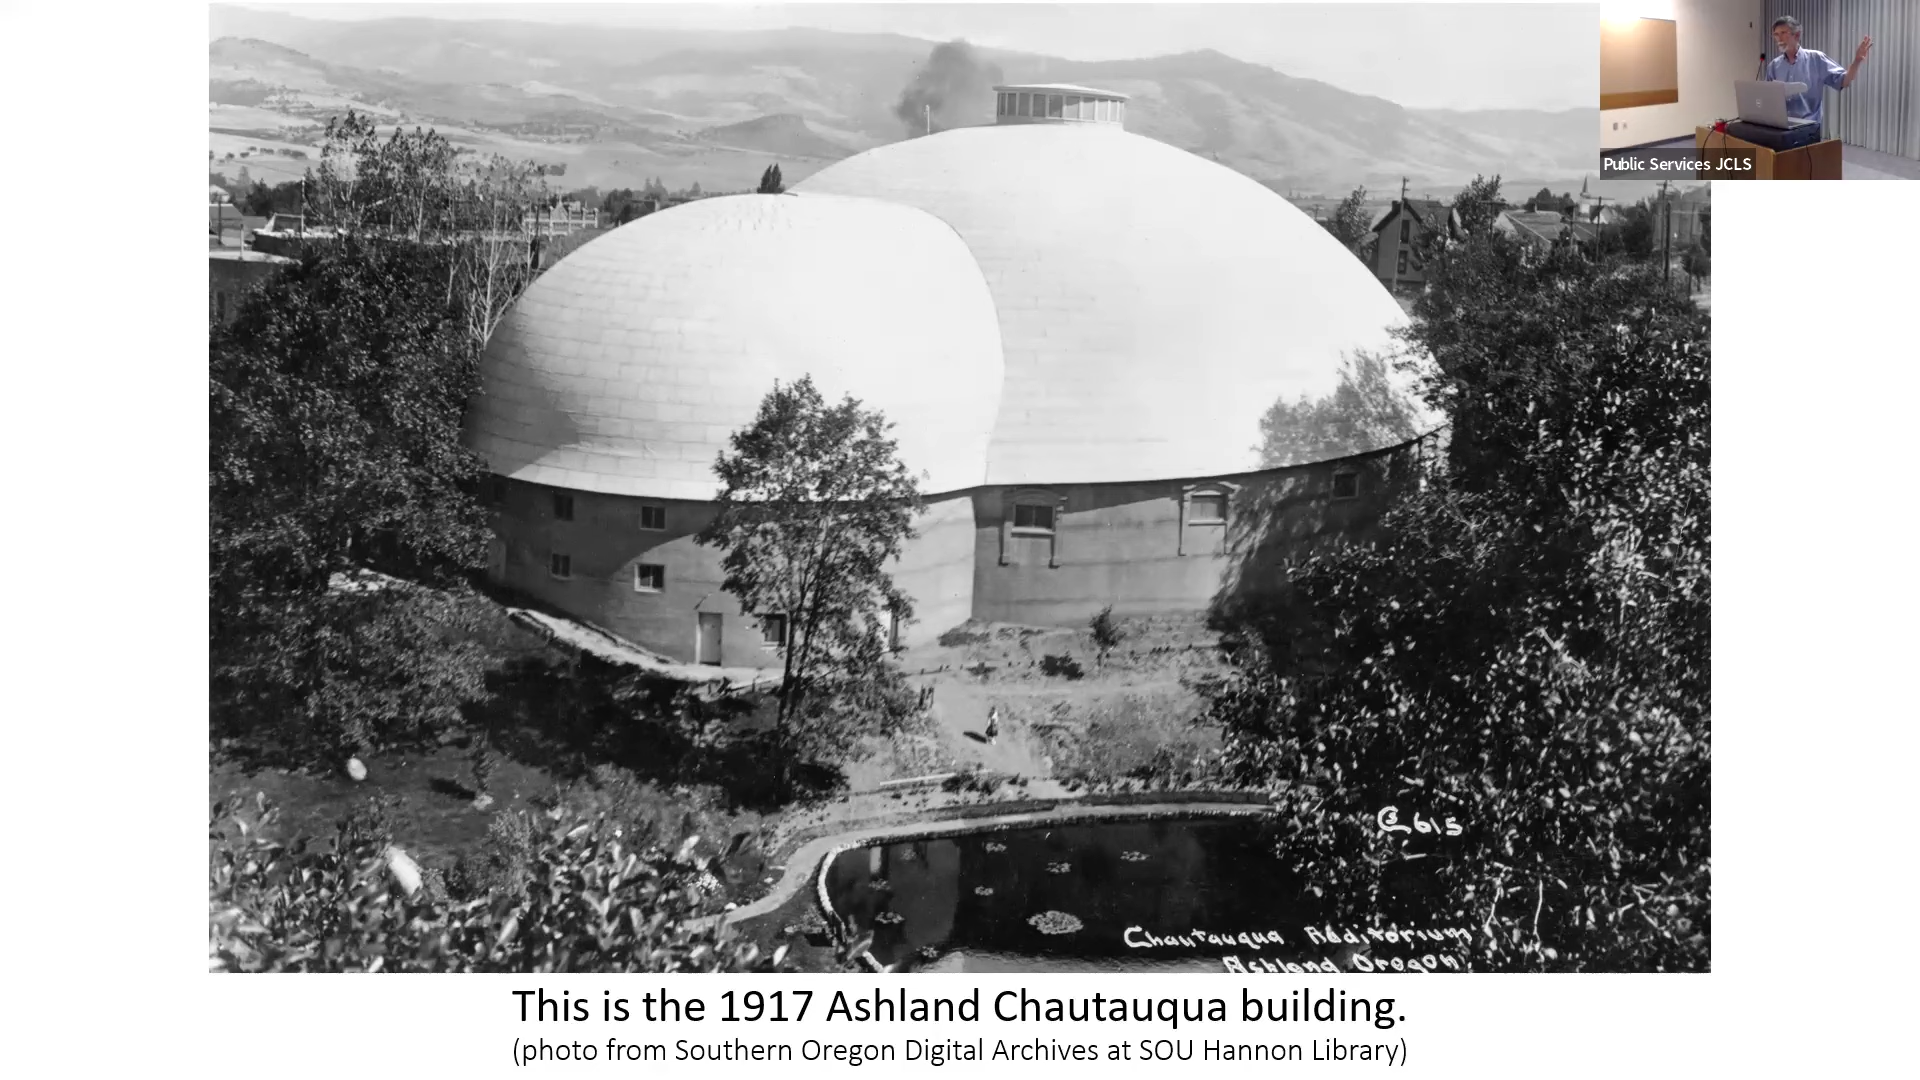 Public Services JCLS
C 615
Chautauqua Auditorium
Ashland Oregon
This is the 1917 Ashland Chautauqua building.
(photo from Southern Oregon Digital Archives at SOU Hannon Library)